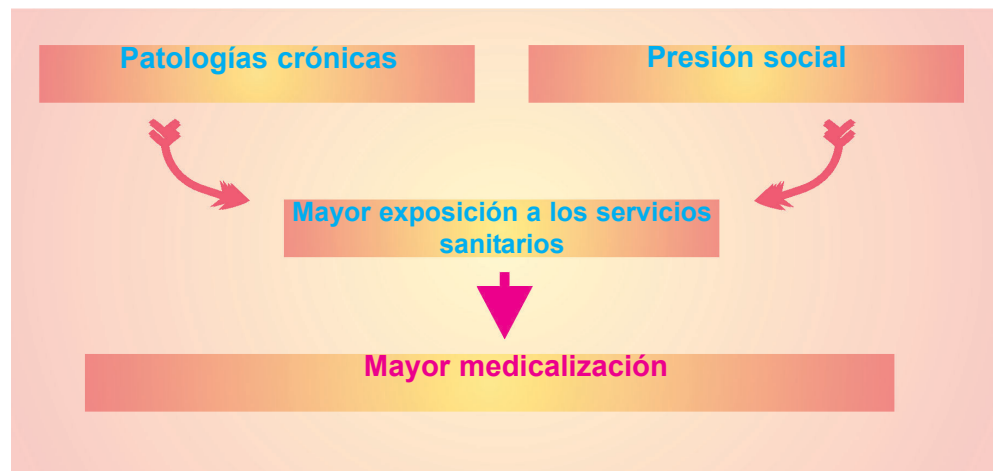 Patologías crónicas
Presión social
Mayor exposición a los servicios
sanitarios
Mayor medicalización